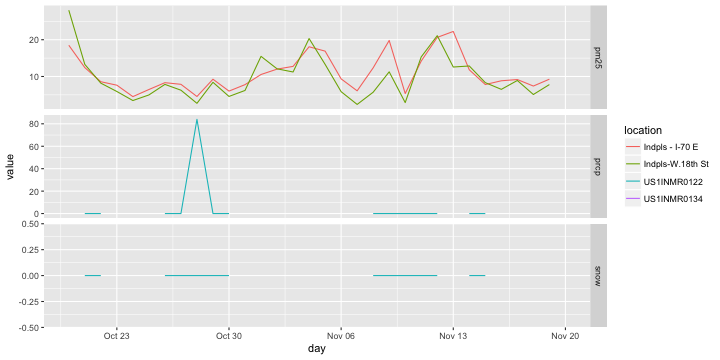 20
10
pm25
80
60
40
20
0
prcp
0.50
0.25
0.00
-0.25
-0.50
snow
value
Oct 23
Oct 30
Nov 06
Nov 13
Nov 20
day
location
Indpls - I-70 E
Indpls-W.18th St
US1INMR0122
US1INMR0134